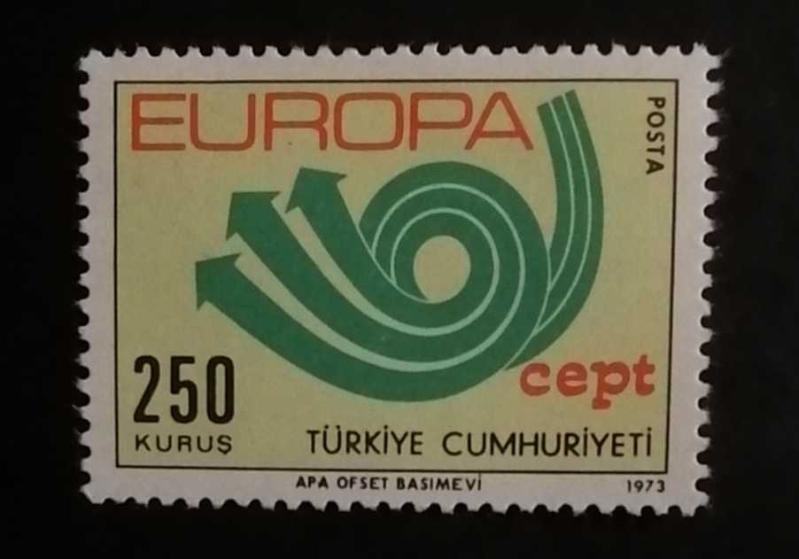 EUROPA
POSTA
cept
250
KURUŞ
TÜRKİYE CUMHURİYETİ
APA OFSET BASIMEVİ 1973